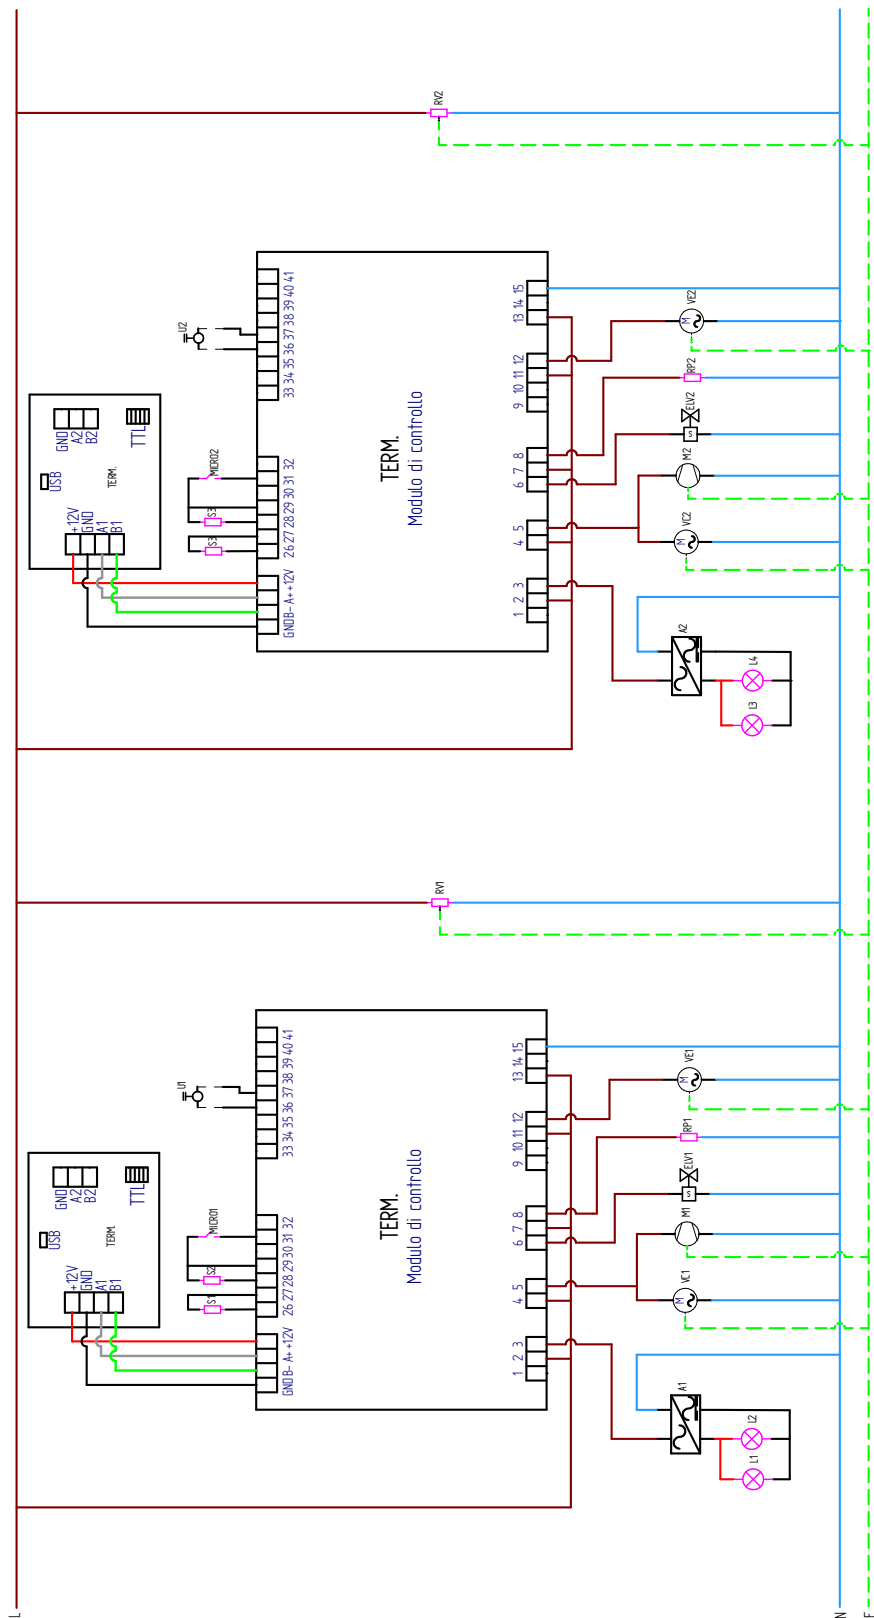 RV2
U2
33 34 35 36 37 38 39 40 41
13 14 15
VE2
TERM.
Modulo di controllo
9 10 11 12
RP2
GND
A2
B2
TTL
USB
TERM.
ELV2
S
MICRO2
S3
S3
26 27 28 29 30 31 32
6 7 8
M2
+12V
GND
A1
B1
4 5
VC2
M
M
GND B- A+ +12V
1 2 3
A2
L4
L3
RV1
U1
33 34 35 36 37 38 39 40 41
13 14 15
VE1
M
TERM.
Modulo di controllo
9 10 11 12
RP1
GND
A2
B2
TTL
USB
TERM.
ELV1
S
MICRO1
S2
S1
26 27 28 29 30 31 32
6 7 8
M1
+12V
GND
A1
B1
4 5
VC1
M
GND B- A+ +12V
1 2 3
A1
L2
L1
L
N